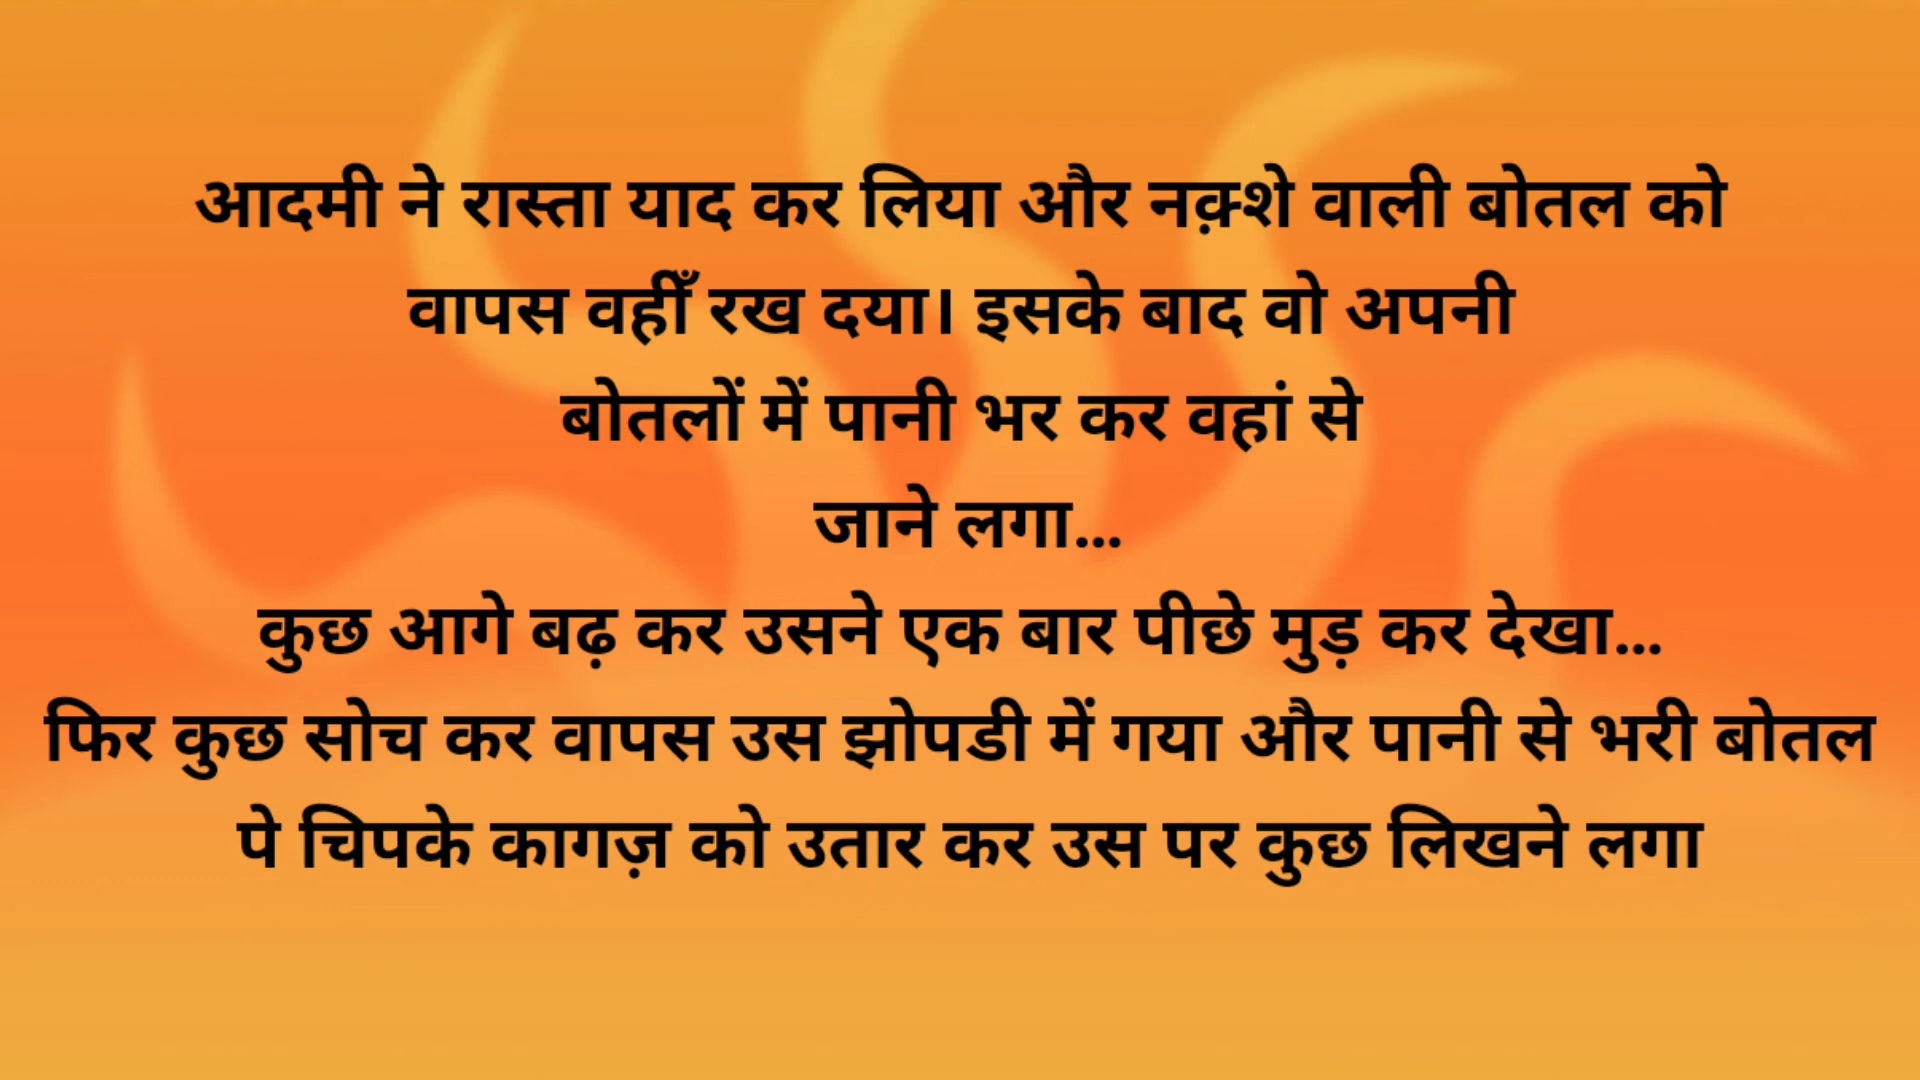 आदमी ने रास्ता याद कर लिया और नक़्शे वाली बोतल को
वापस वहीँ रख दया। इसके बाद वो अपनी
बोतलों में पानी भर कर वहां से
जाने लगा...
कुछ आगे बढ़ कर उसने एक बार पीछे मुड़ कर देखा...
फिर कुछ सोच कर वापस उस झोपडी में गया और पानी से भरी बोतल
पे चिपके कागज़ को उतार कर उस पर कुछ लिखने लगा